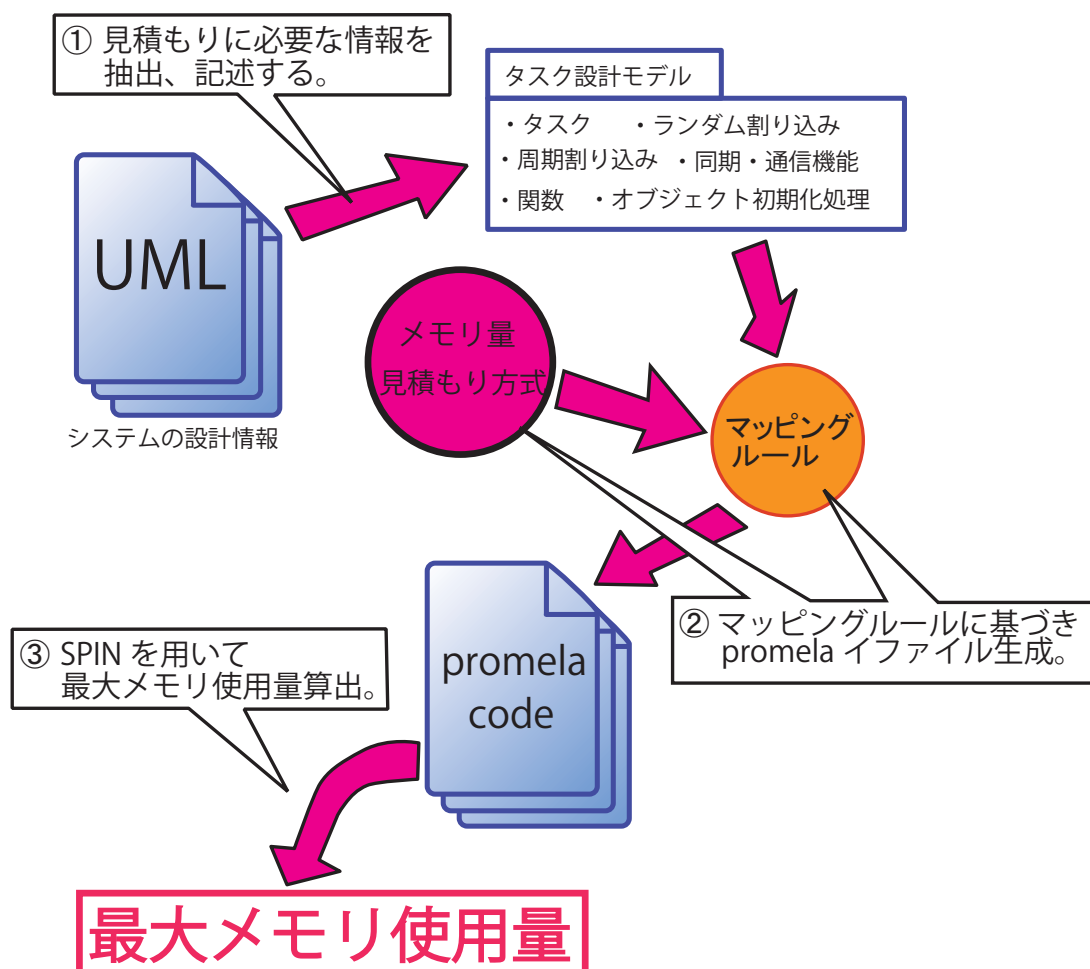 ① 見積もりに必要な情報を
抽出、記述する。
タスク設計モデル
・タスク ・ランダム割り込み
・周期割り込み ・同期・通信機能
・関数 ・オブジェクト初期化処理
UML
システムの設計情報
メモリ量
見積もり方式
マッピング
ルール
② マッピングルールに基づき
promela イファイル生成。
promela
code
③ SPIN を用いて
最大メモリ使用量算出。
最大メモリ使用量